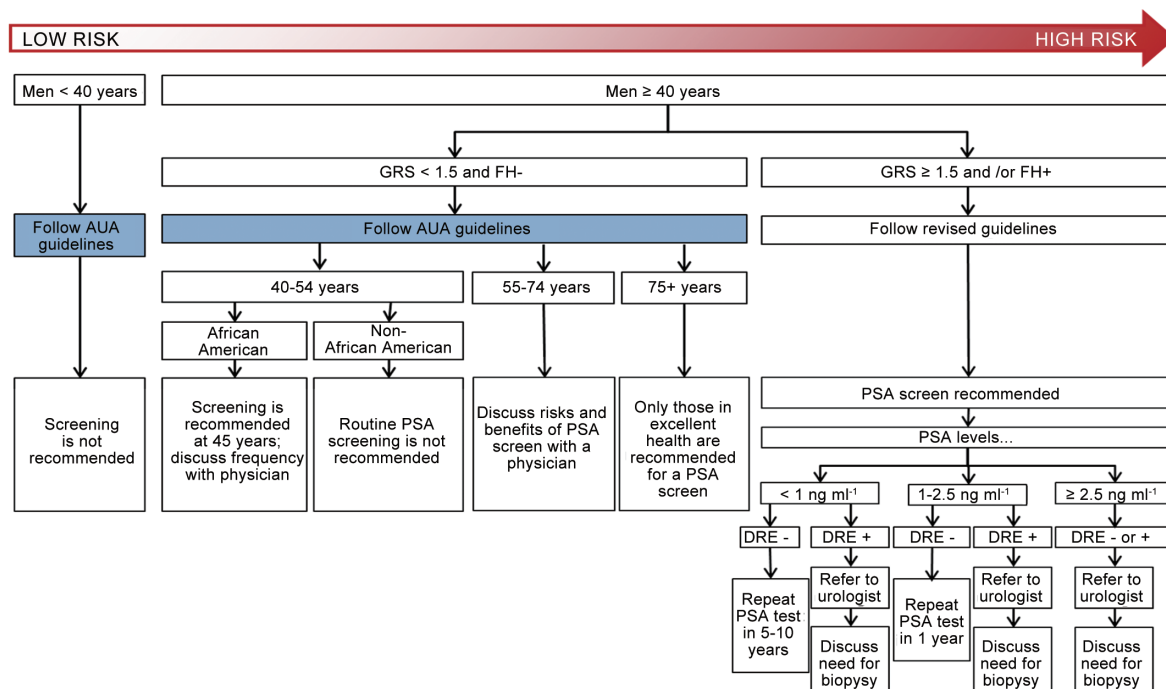 LOW RISK
HIGH RISK
Men < 40 years
Men ≥ 40 years
GRS < 1.5 and FH-
GRS ≥ 1.5 and /or FH+
Follow AUA
guidelines
Follow AUA guidelines
Follow revised guidelines
40-54 years
55-74 years
75+ years
African
American
Non-
African American
Screening
is not
recommended
Screening is
recommended
at 45 years;
discuss frequency
with physician
Routine PSA
screening is not
recommended
Discuss risks and
benefits of PSA
screen with a
physician
Only those in
excellent
health are
recommended
for a PSA
screen
PSA screen recommended
PSA levels...
< 1 ng ml⁻¹
1-2.5 ng ml⁻¹
≥ 2.5 ng ml⁻¹
DRE -
DRE +
DRE -
DRE +
DRE - or +
Repeat
PSA test
in 5-10
years
Refer to
urologist
Discuss
need for
biopysy
Repeat
PSA test
in 1 year
Refer to
urologist
Discuss
need for
biopysy
Refer to
urologist
Discuss
need for
biopysy